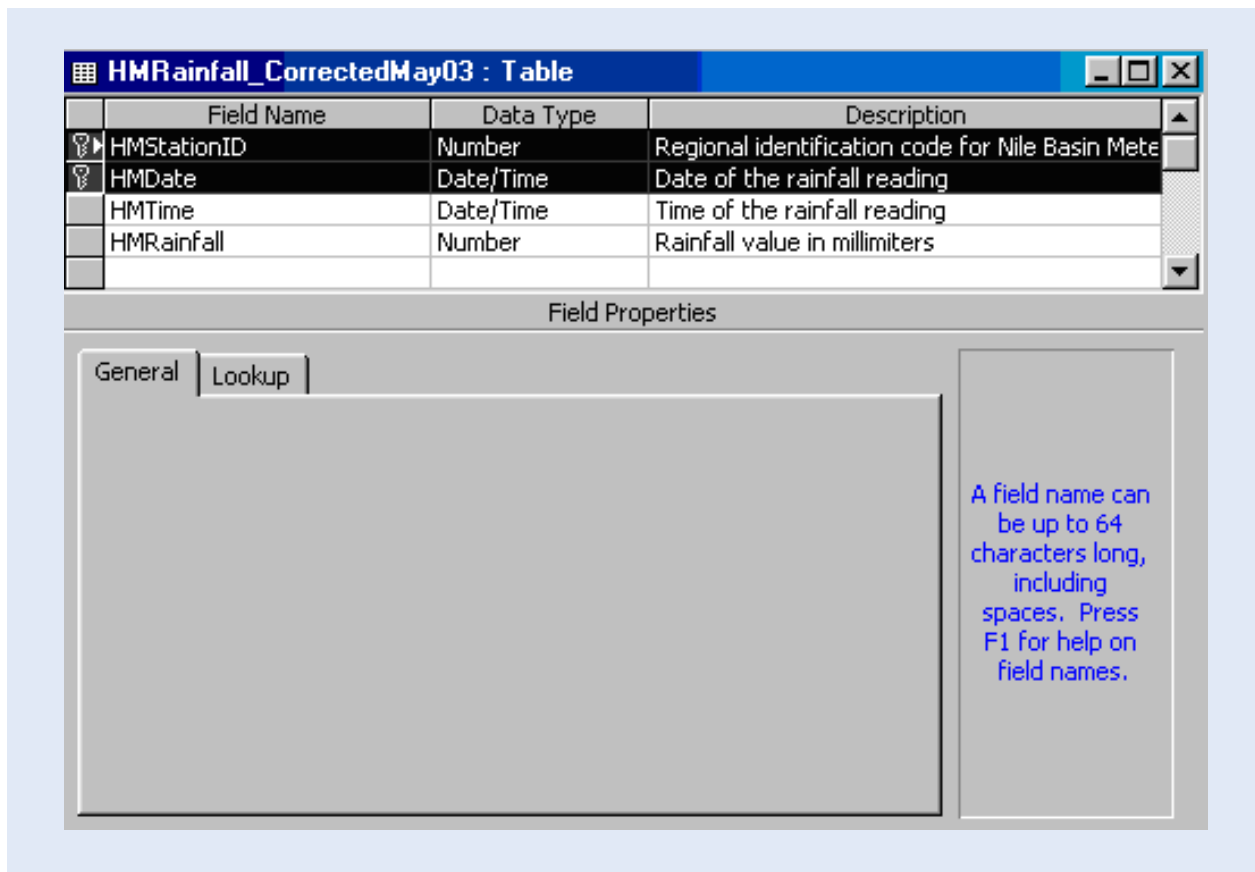 HMRainfall_CorrectedMay03 : Table
Field Name Data Type Description
HMStationID Number Regional identification code for Nile Basin Mete
HMDate Date/Time Date of the rainfall reading
HMTime Date/Time Time of the rainfall reading
HMRainfall Number Rainfall value in millimiters
Field Properties
General Lookup
A field name can
be up to 64
characters long,
including
spaces. Press
F1 for help on
field names.